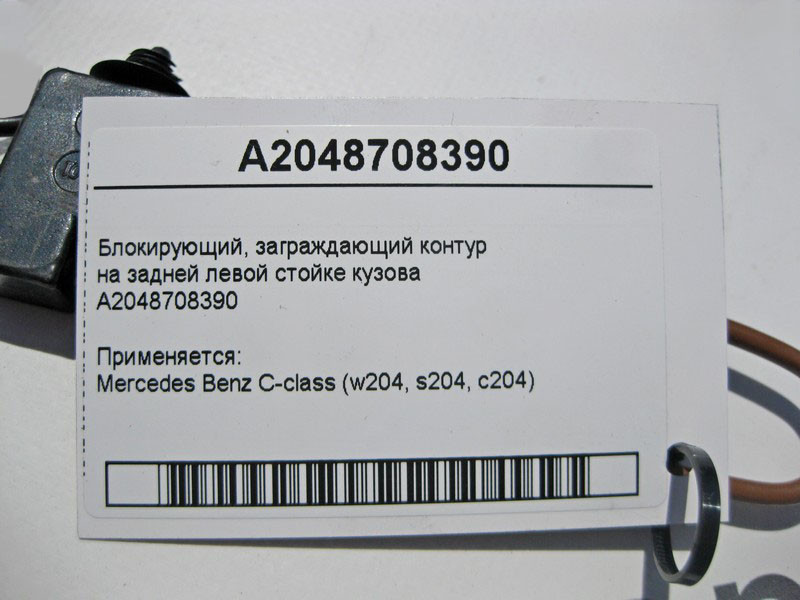 A2048708390
Блокирующий, заграждающий контур
на задней левой стойке кузова
A2048708390
Применяется:
Mercedes Benz C-class (w204, s204, c204)